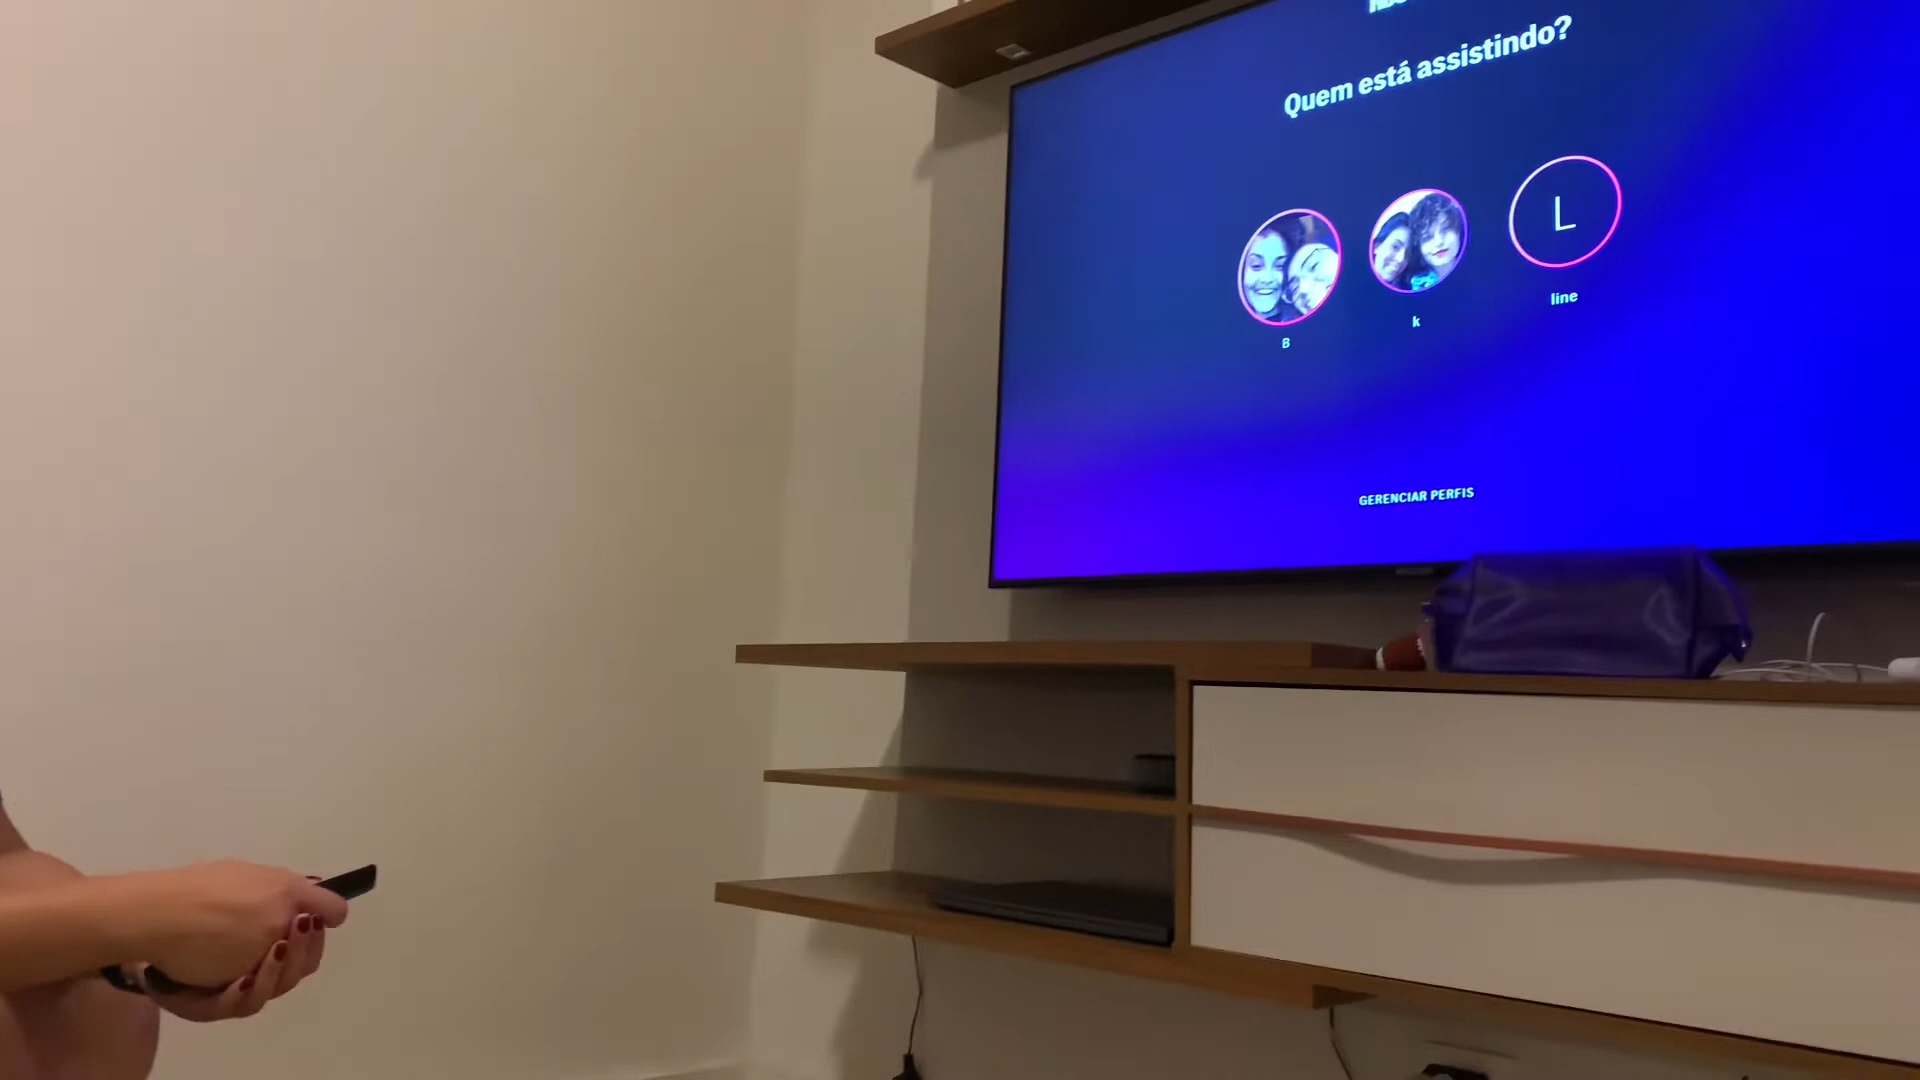 Quem está assistindo?
L
line
k
B
GERENCIAR PERFIS